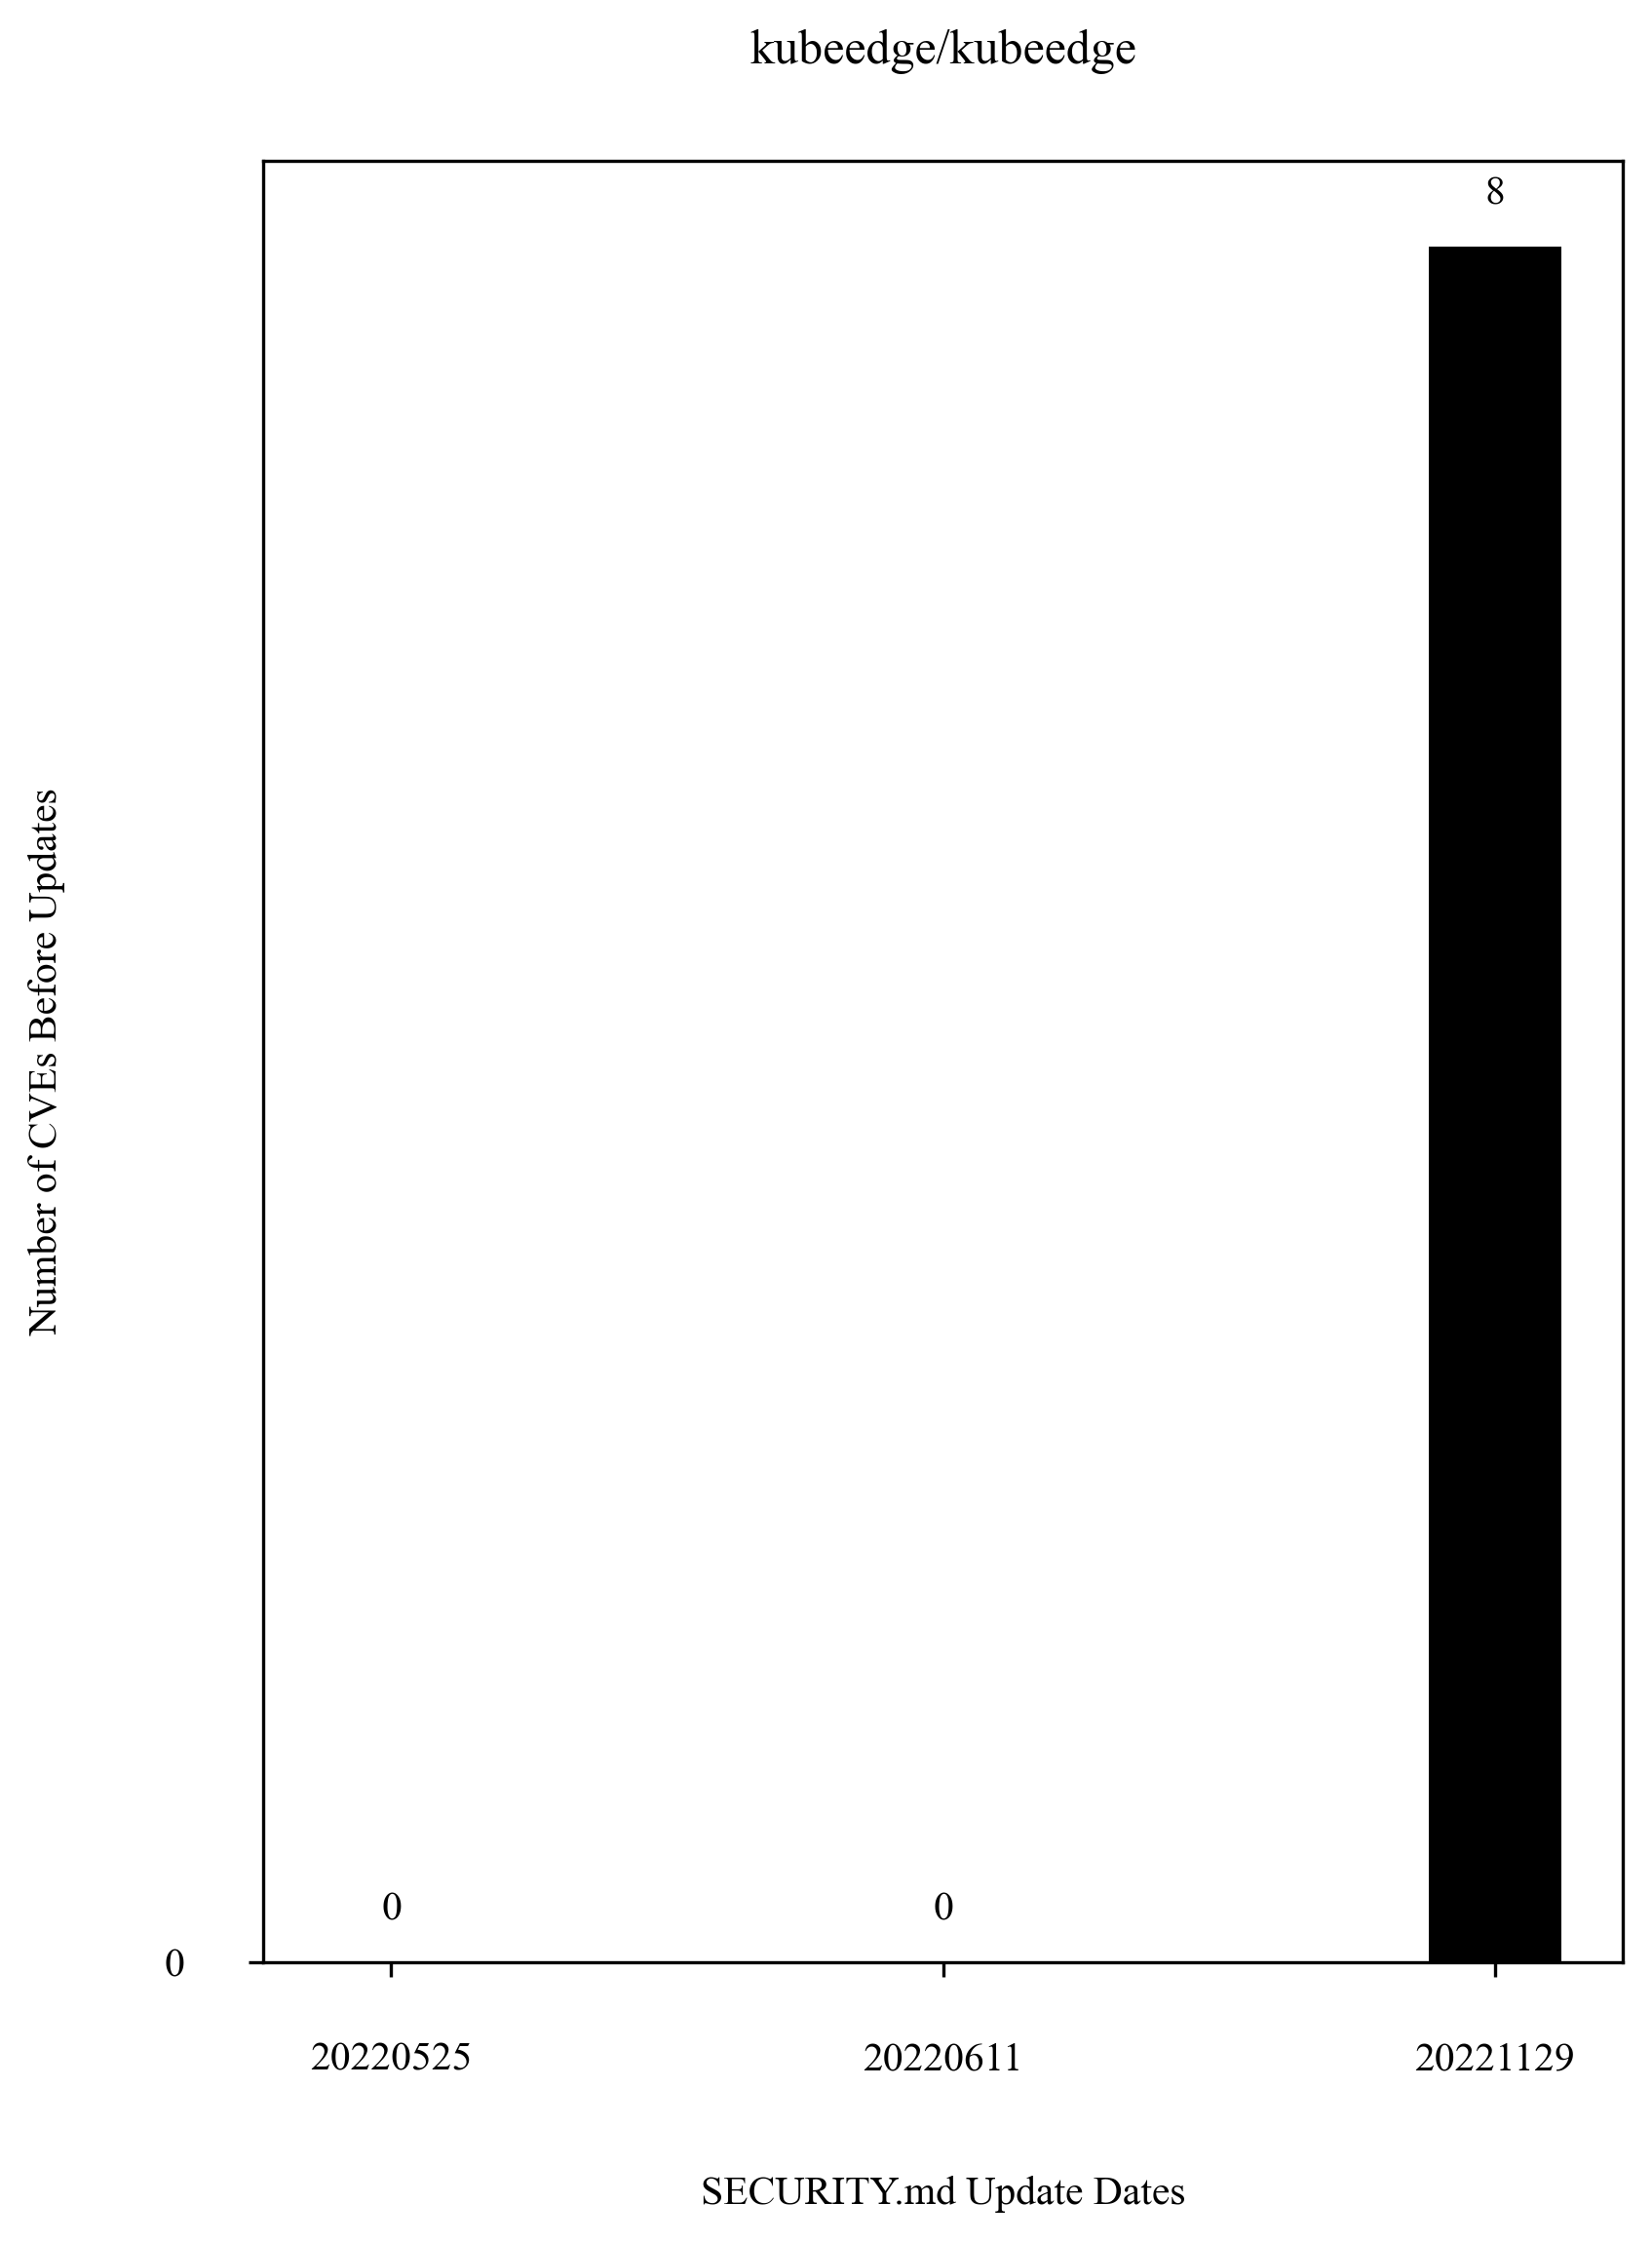 kubeedge/kubeedge
8
Number of CVEs Before Updates
0
0
0
20220525
20220611
20221129
SECURITY.md Update Dates